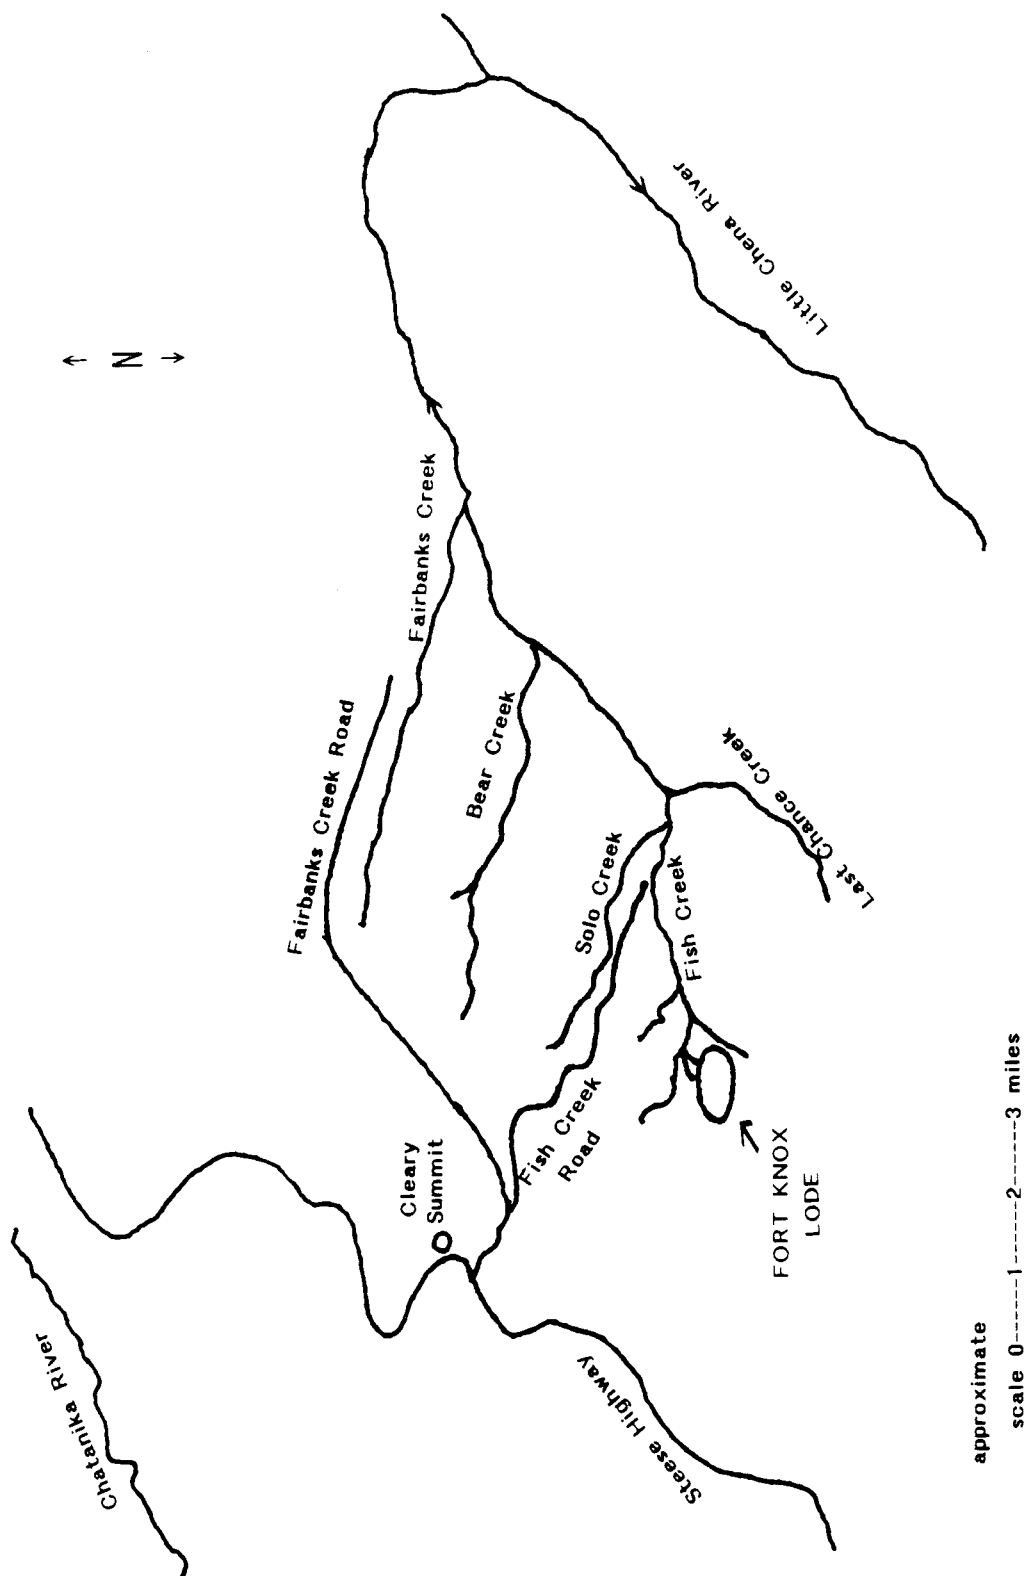 Chatanika River
Steese Highway
Cleary
Summit
Fairbanks Creek Road
Fish Creek
Road
FORT KNOX
LODE
Fairbanks Creek
Bear Creek
Solo Creek
Fish Creek
Last Chance Creek
Little Chena River
N
approximate
scale 0------1------2------3 miles